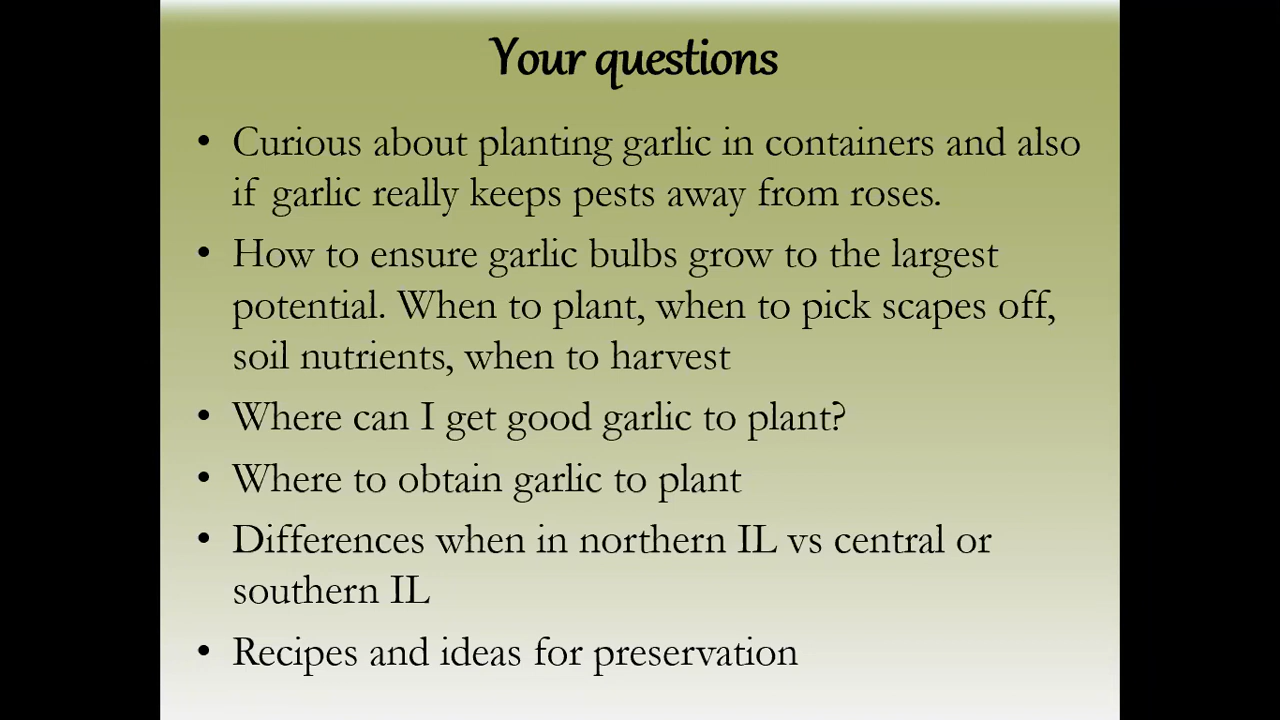 Your questions
• Curious about planting garlic in containers and also
if garlic really keeps pests away from roses.
• How to ensure garlic bulbs grow to the largest
potential. When to plant, when to pick scapes off,
soil nutrients, when to harvest
• Where can I get good garlic to plant?
• Where to obtain garlic to plant
• Differences when in northern IL vs central or
southern IL
• Recipes and ideas for preservation